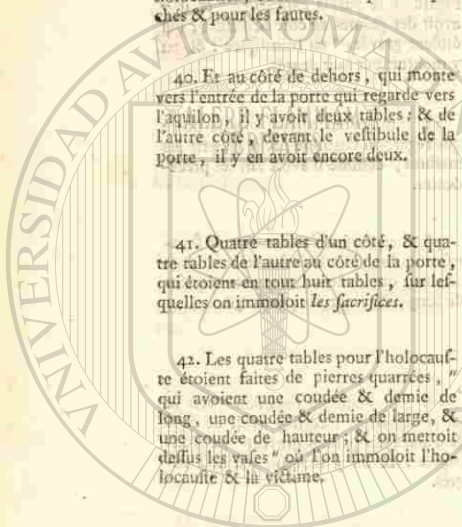 chés & pour les fautes.
40. Et au côté de dehors, qui monte
vers l'entrée de la porte qui regarde vers
l'aquilon, il y avoit deux tables : & de
l'autre côté, devant le veſtibule de la
porte, il y en avoit encore deux.
41. Quatre tables d'un côté, & qua-
tre tables de l'autre au côté de la porte,
qui étoient en tout huit tables, ſur leſ-
quelles on immoloit les ſacrifices.
42. Les quatre tables pour l'holocauſ-
te étoient faites de pierres quarrées, "
qui avoient une coudée & demie de
long, une coudée & demie de large, &
une coudée de hauteur ; & on mettoit
deſſus les vaſes " où l'on immoloit l'ho-
locauſte & la victime.